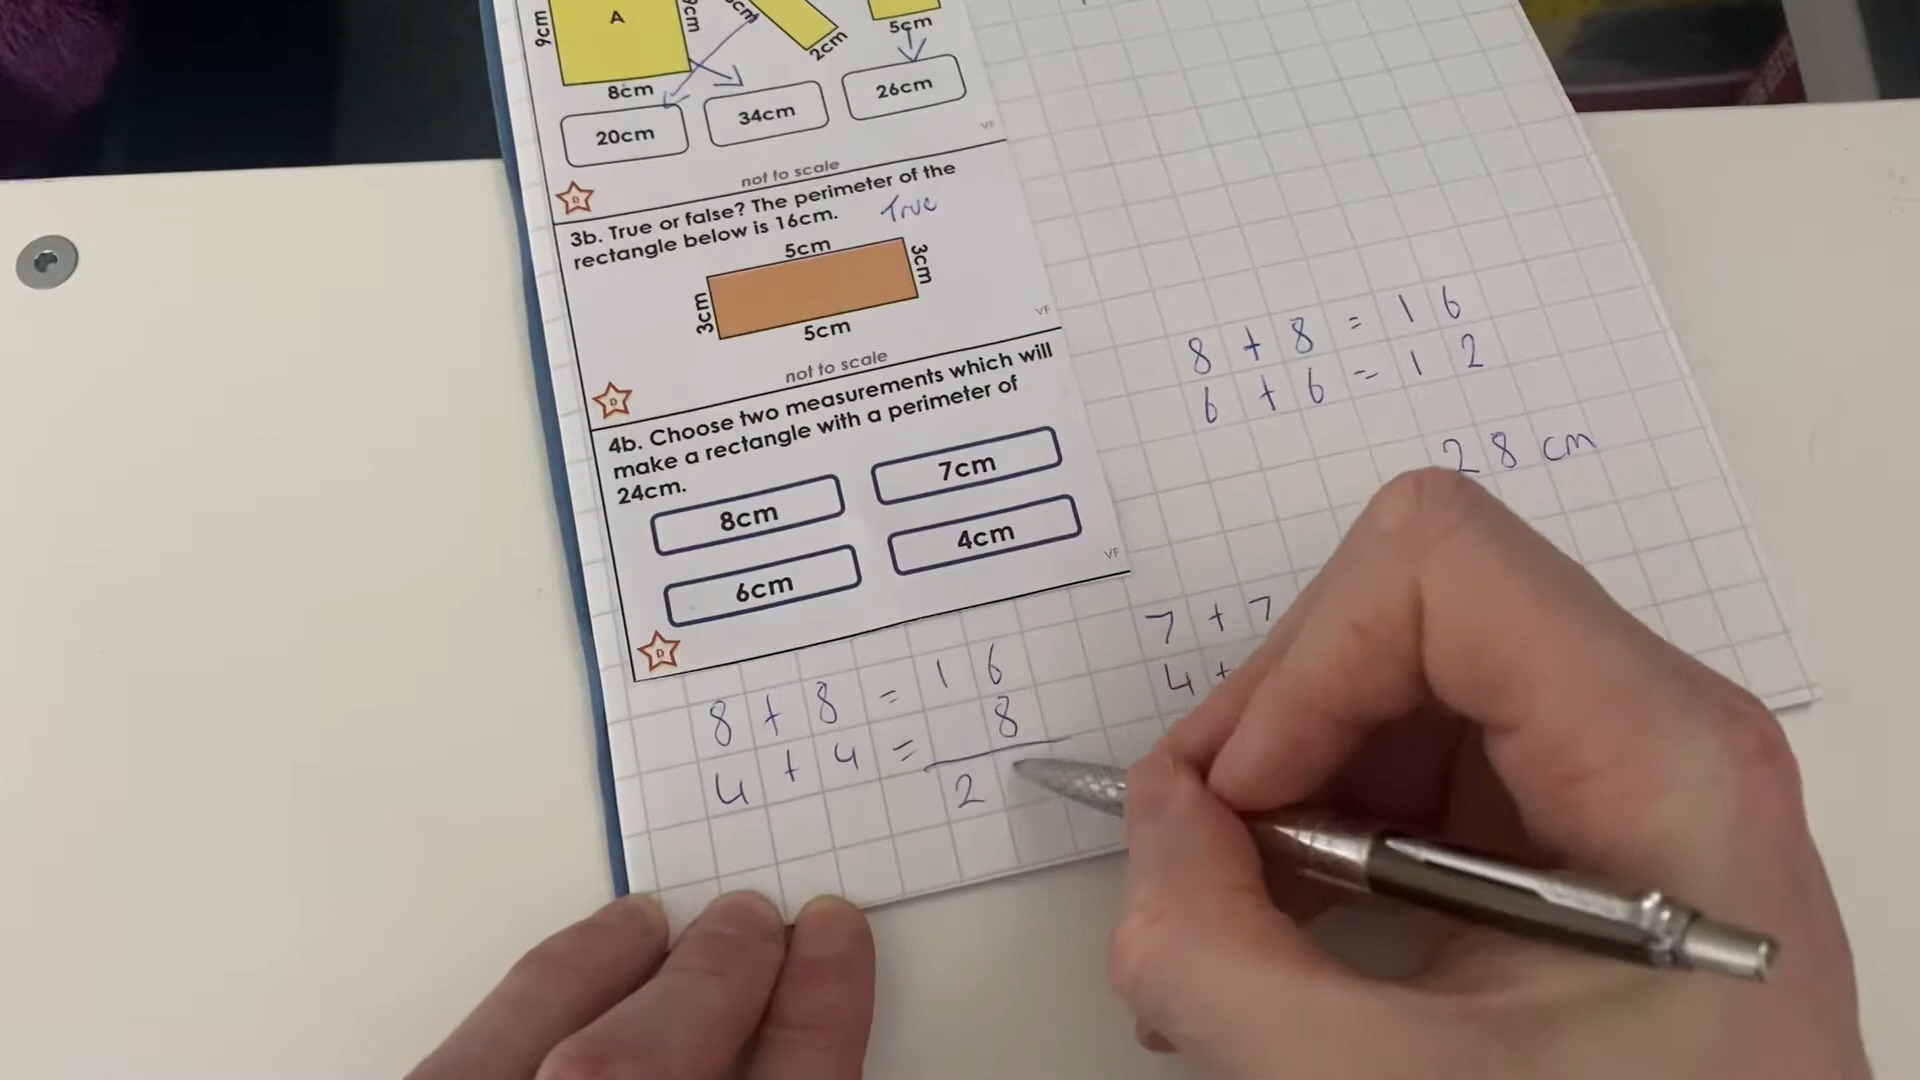 A
9cm
9cm
8cm
2cm
5cm
20cm
34cm
26cm
VF
not to scale
D
3b. True or false? The perimeter of the
rectangle below is 16cm.
True
5cm
3cm
3cm
5cm
VF
not to scale
D
4b. Choose two measurements which will
make a rectangle with a perimeter of
24cm.
8cm
7cm
6cm
4cm
VF
D
8 + 8 = 16
6 + 6 = 12
28 cm
7 + 7
4 +
8 + 8 = 16
4 + 4 = 8
2